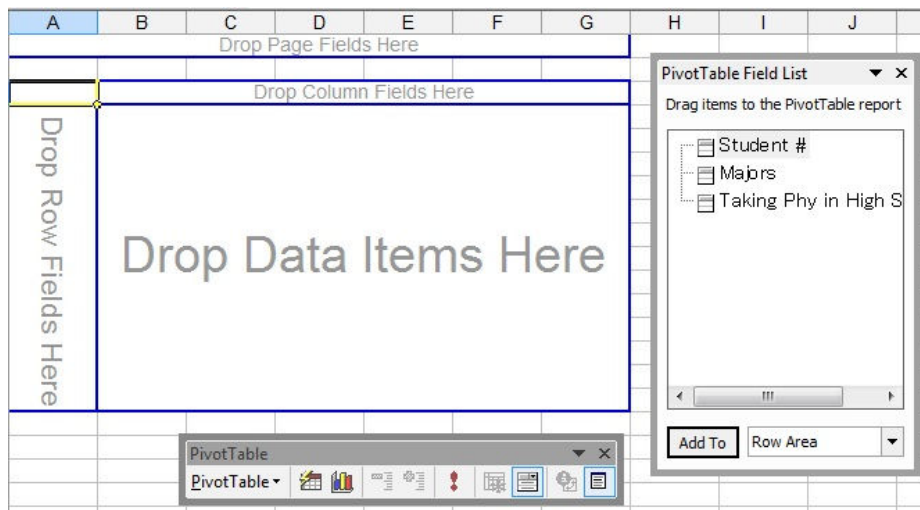 A B C D E F G H I J
Drop Page Fields Here
Drop Column Fields Here
Drop Row Fields Here
Drop Data Items Here
PivotTable Field List
Drag items to the PivotTable report
Student #
Majors
Taking Phy in High S
Add To Row Area
PivotTable
PivotTable